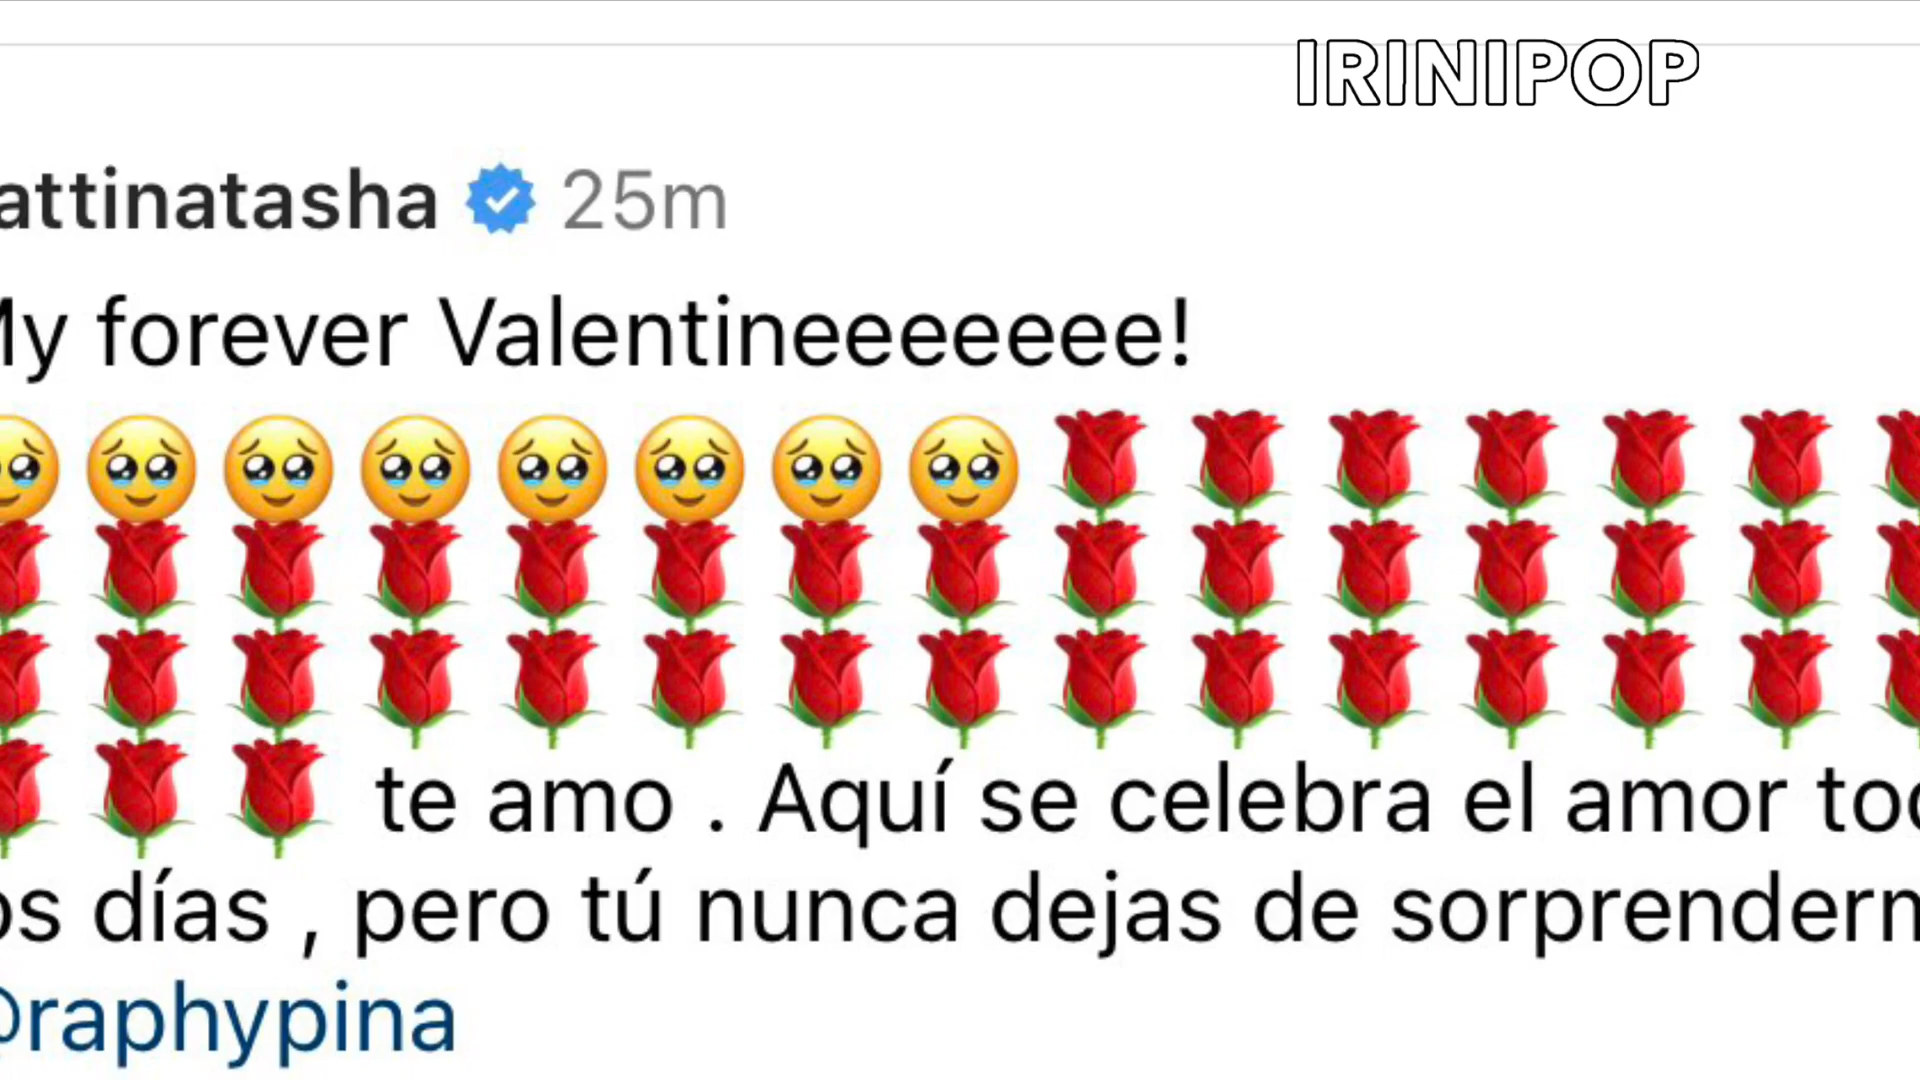 IRINIPOP
attinatasha 25m
My forever Valentineeeeeee!
🥹🥹🥹🥹🥹🥹🥹🥹🌹🌹🌹🌹🌹🌹🌹
🌹🌹🌹🌹🌹🌹🌹🌹🌹🌹🌹🌹🌹🌹🌹
🌹🌹🌹🌹🌹🌹🌹🌹🌹🌹🌹🌹🌹🌹🌹
🌹🌹🌹 te amo . Aquí se celebra el amor tod
os días , pero tú nunca dejas de sorprenderm
@raphypina